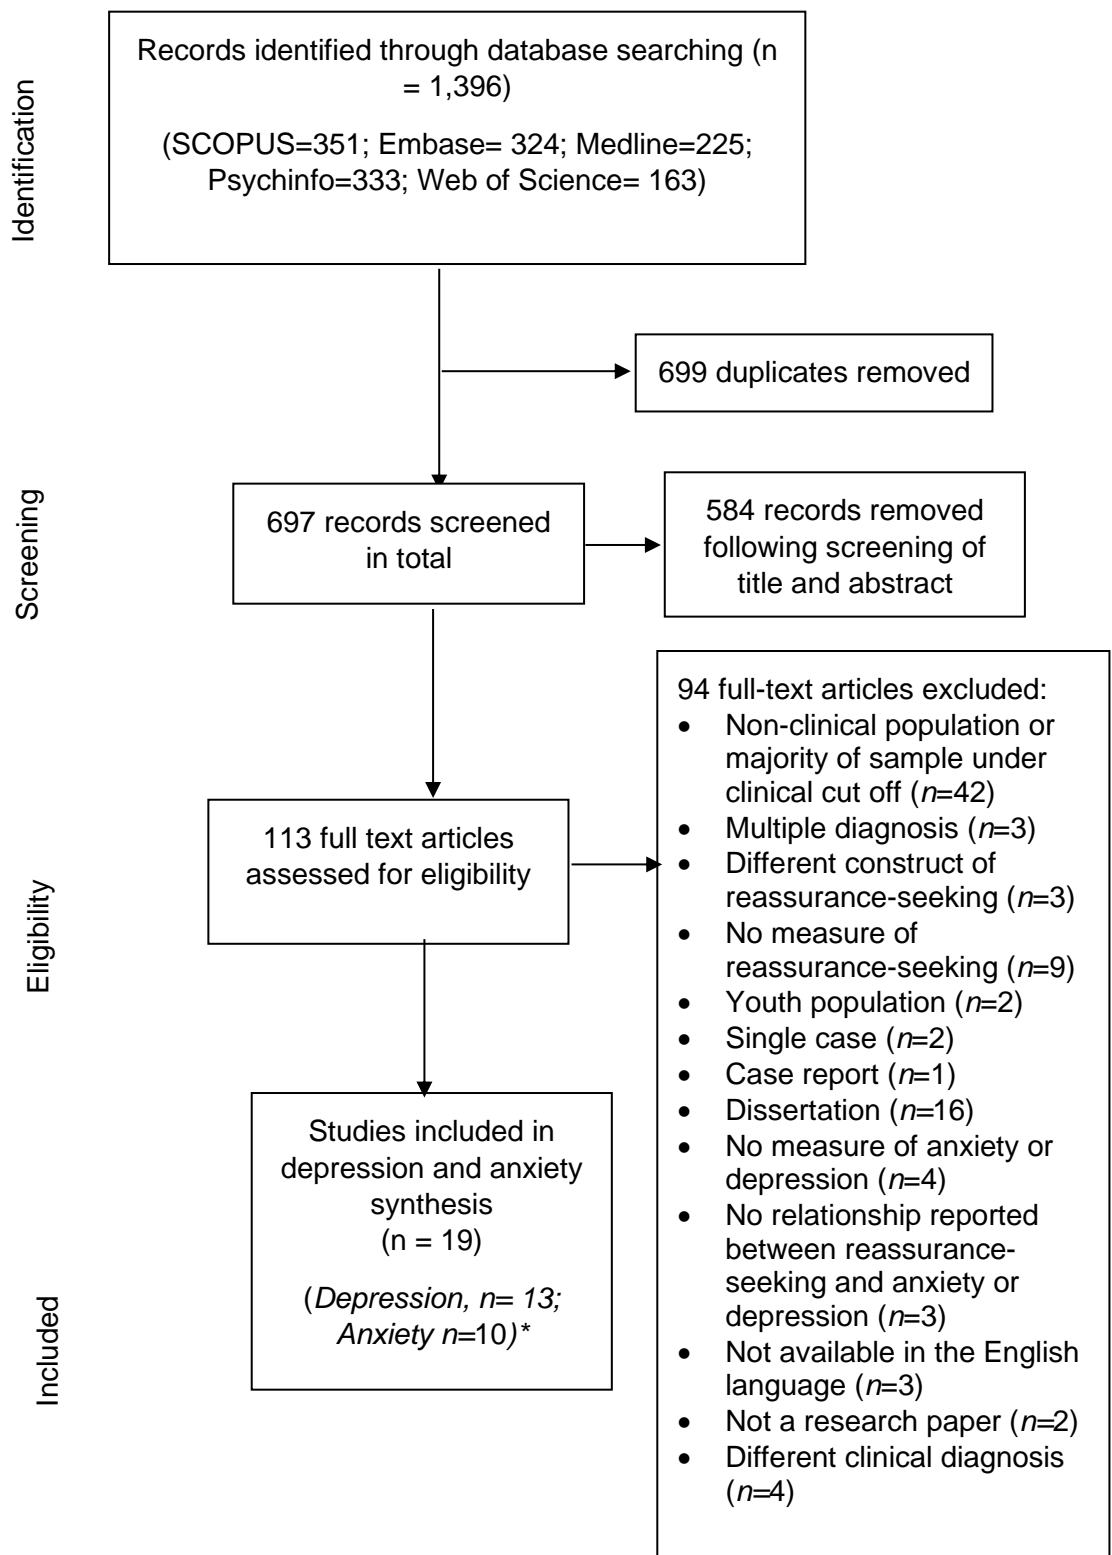 Identification
Records identified through database searching (n
= 1,396)
(SCOPUS=351; Embase= 324; Medline=225;
Psychinfo=333; Web of Science= 163)
699 duplicates removed
Screening
697 records screened
in total
584 records removed
following screening of
title and abstract
Eligibility
113 full text articles
assessed for eligibility
94 full-text articles excluded:
• Non-clinical population or
majority of sample under
clinical cut off (n=42)
• Multiple diagnosis (n=3)
• Different construct of
reassurance-seeking (n=3)
• No measure of
reassurance-seeking (n=9)
• Youth population (n=2)
• Single case (n=2)
• Case report (n=1)
• Dissertation (n=16)
• No measure of anxiety or
depression (n=4)
• No relationship reported
between reassurance-
seeking and anxiety or
depression (n=3)
• Not available in the English
language (n=3)
• Not a research paper (n=2)
• Different clinical diagnosis
(n=4)
Included
Studies included in
depression and anxiety
synthesis
(n = 19)
(Depression, n= 13;
Anxiety n=10)*